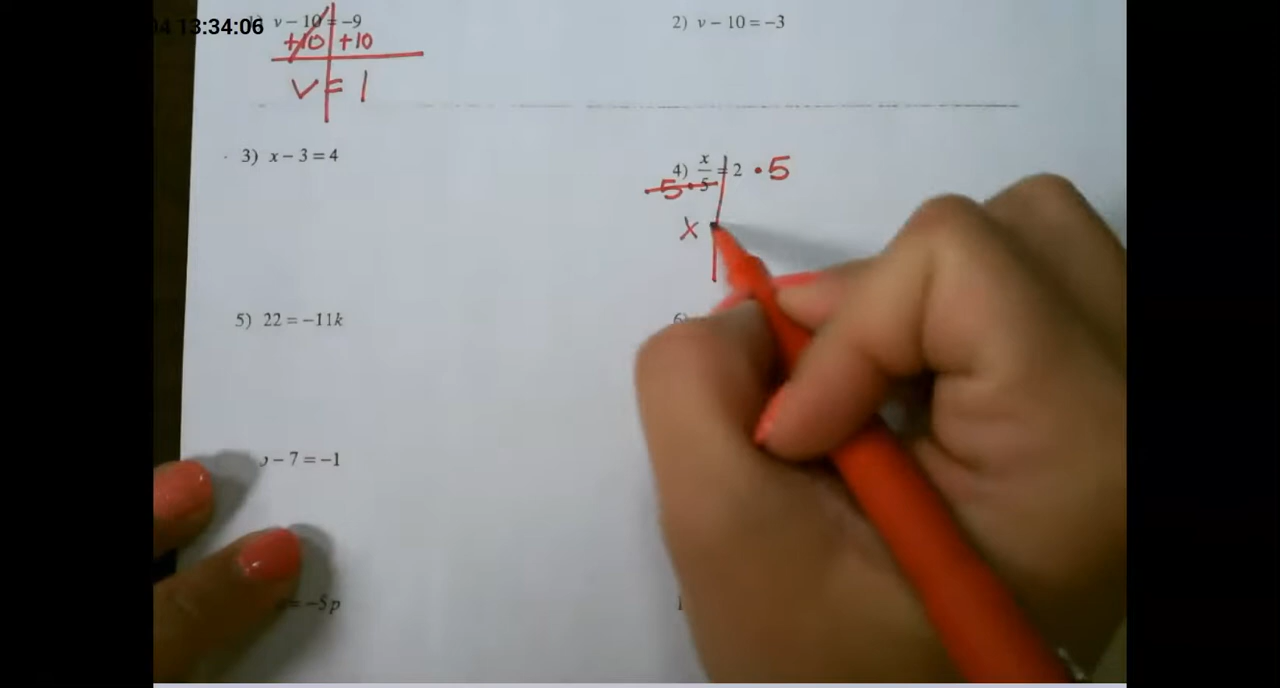 4 13:34:06
v − 10 = −9
+10 +10
v = 1
2) v − 10 = −3
3) x − 3 = 4
4) x/5 = 2 • 5
5 •
x
5) 22 = −11k
6)
− 7 = −1
= −5p